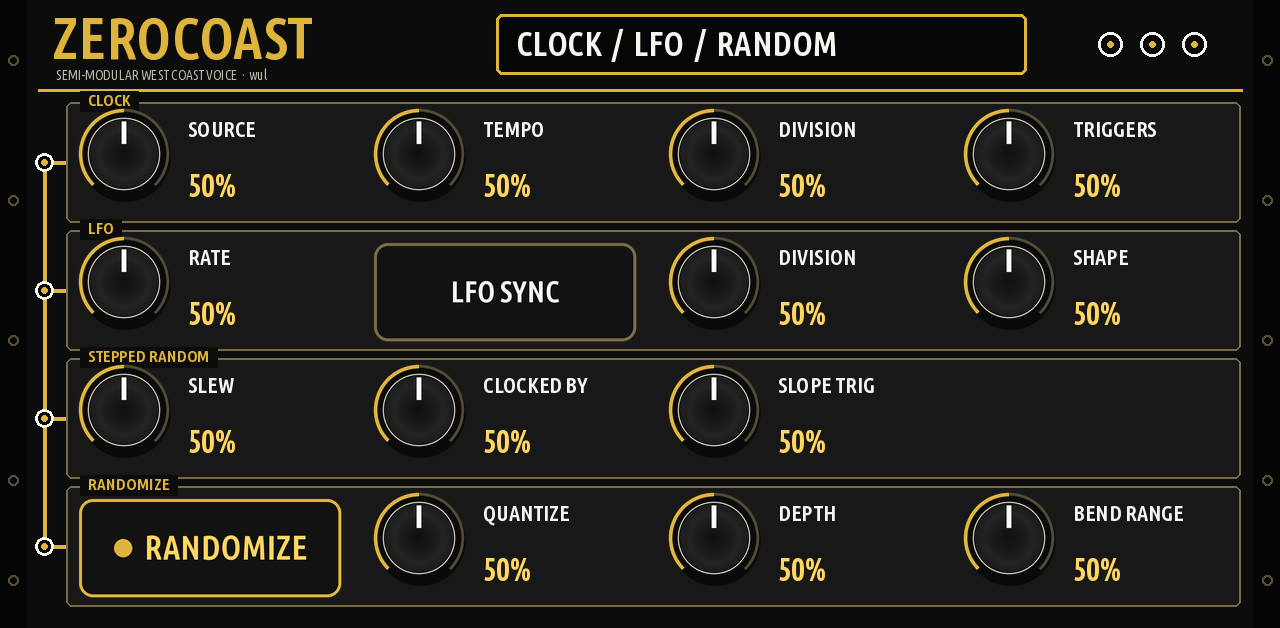 ZEROCOAST
SEMI-MODULAR WEST COAST VOICE · wul
CLOCK / LFO / RANDOM
CLOCK
SOURCE
50%
TEMPO
50%
DIVISION
50%
TRIGGERS
50%
LFO
RATE
50%
LFO SYNC
DIVISION
50%
SHAPE
50%
STEPPED RANDOM
SLEW
50%
CLOCKED BY
50%
SLOPE TRIG
50%
RANDOMIZE
RANDOMIZE
QUANTIZE
50%
DEPTH
50%
BEND RANGE
50%